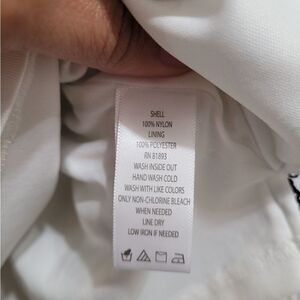 SHELL
100% NYLON
LINING
100% POLYESTER
RN 81893
WASH INSIDE OUT
HAND WASH COLD
WASH WITH LIKE COLORS
ONLY NON-CHLORINE BLEACH
WHEN NEEDED
LINE DRY
LOW IRON IF NEEDED